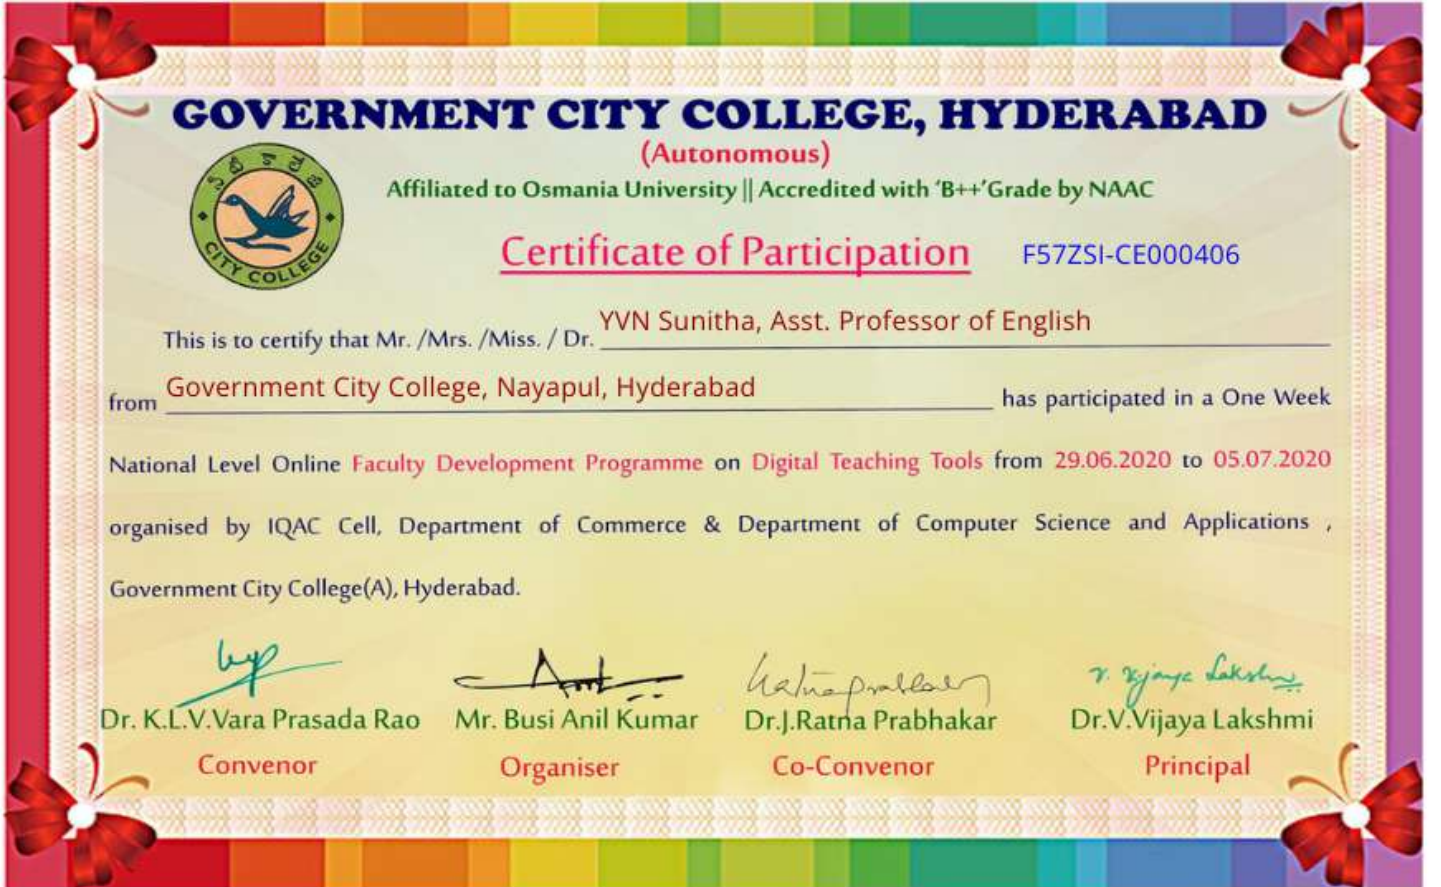 GOVERNMENT CITY COLLEGE, HYDERABAD
(Autonomous)
Affiliated to Osmania University || Accredited with 'B++'Grade by NAAC
CITY COLLEGE
Certificate of Participation F57ZSI-CE000406
This is to certify that Mr. /Mrs. /Miss. / Dr. YVN Sunitha, Asst. Professor of English
from Government City College, Nayapul, Hyderabad has participated in a One Week
National Level Online Faculty Development Programme on Digital Teaching Tools from 29.06.2020 to 05.07.2020
organised by IQAC Cell, Department of Commerce & Department of Computer Science and Applications ,
Government City College(A), Hyderabad.
V. Vijaya Lakshmi
Dr. K.L.V.Vara Prasada Rao Mr. Busi Anil Kumar Dr.J.Ratna Prabhakar Dr.V.Vijaya Lakshmi
Convenor Organiser Co-Convenor Principal